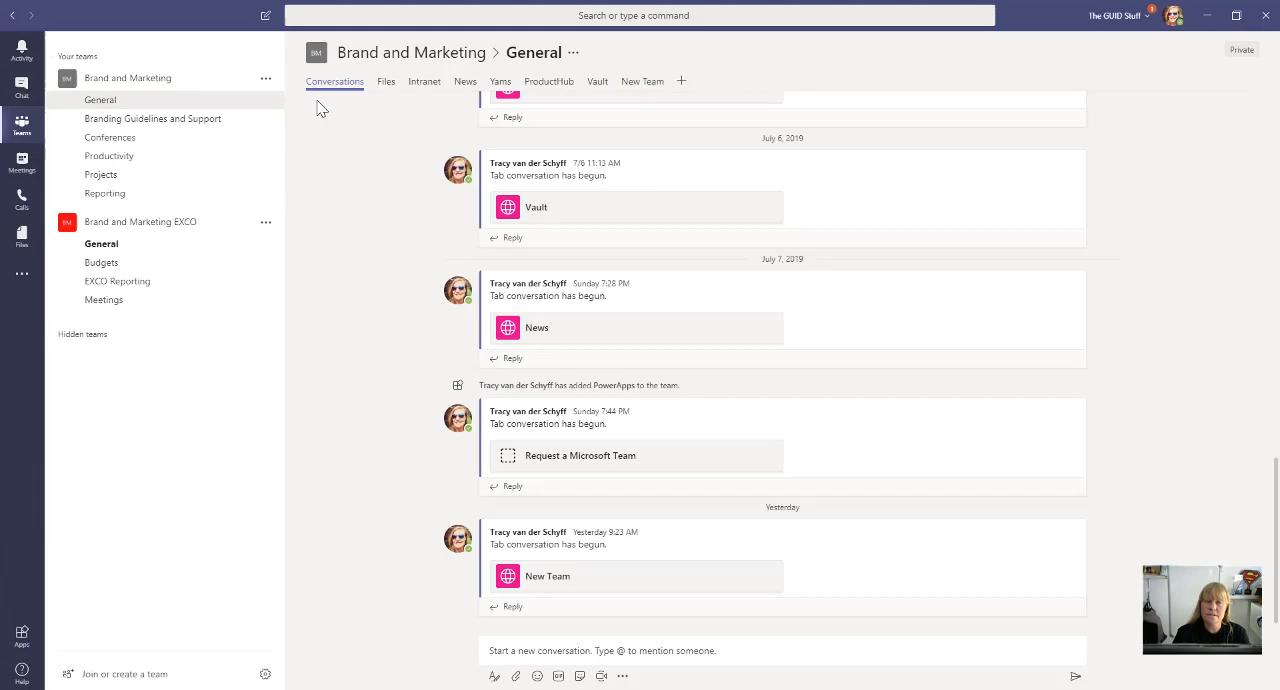 Search or type a command
The GUID Stuff
1
Activity
Chat
Teams
Meetings
Calls
Files
Apps
Help
Your teams
BM Brand and Marketing
General
Branding Guidelines and Support
Conferences
Productivity
Projects
Reporting
BM Brand and Marketing EXCO
General
Budgets
EXCO Reporting
Meetings
Hidden teams
Join or create a team
BM Brand and Marketing > General
Private
Conversations Files Intranet News Yams ProductHub Vault New Team
Reply
July 6, 2019
Tracy van der Schyff 7/6 11:13 AM
Tab conversation has begun.
Vault
Reply
July 7, 2019
Tracy van der Schyff Sunday 7:28 PM
Tab conversation has begun.
News
Reply
Tracy van der Schyff has added PowerApps to the team.
Tracy van der Schyff Sunday 7:44 PM
Tab conversation has begun.
Request a Microsoft Team
Reply
Yesterday
Tracy van der Schyff Yesterday 9:23 AM
Tab conversation has begun.
New Team
Reply
Start a new conversation. Type @ to mention someone.
GIF